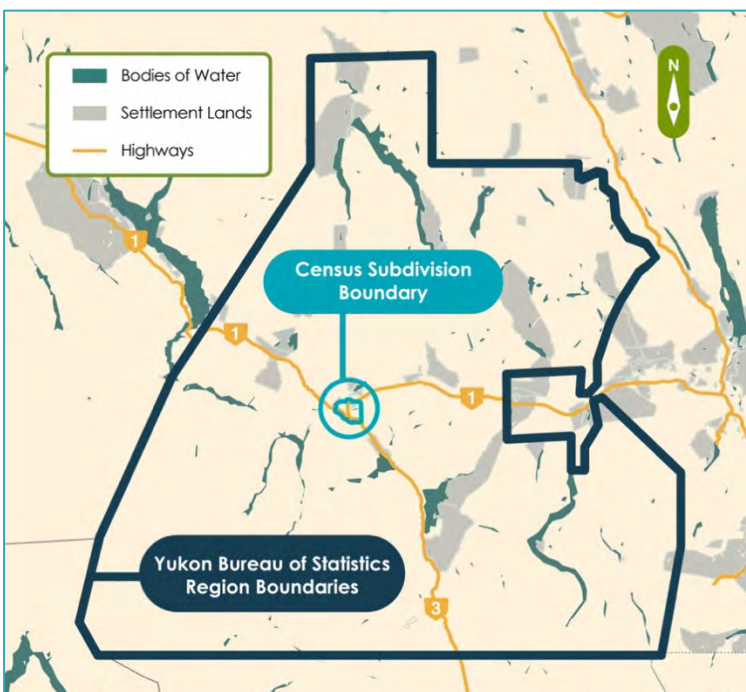 Bodies of Water
Settlement Lands
Highways
N
1
Census Subdivision
Boundary
1
1
Yukon Bureau of Statistics
Region Boundaries
3